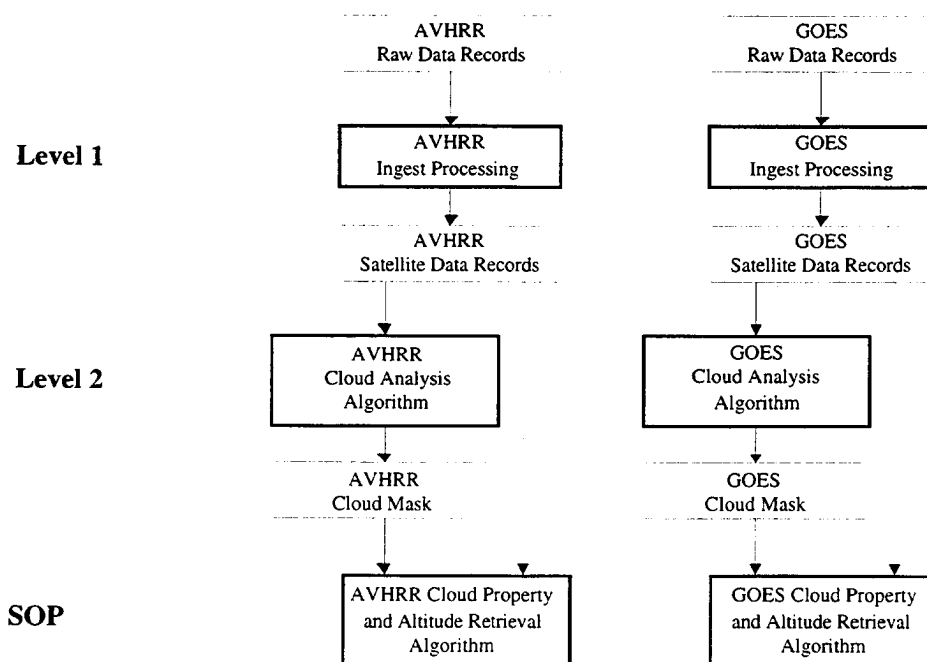 AVHRR
Raw Data Records
GOES
Raw Data Records
Level 1
AVHRR
Ingest Processing
GOES
Ingest Processing
AVHRR
Satellite Data Records
GOES
Satellite Data Records
Level 2
AVHRR
Cloud Analysis
Algorithm
GOES
Cloud Analysis
Algorithm
AVHRR
Cloud Mask
GOES
Cloud Mask
SOP
AVHRR Cloud Property
and Altitude Retrieval
Algorithm
GOES Cloud Property
and Altitude Retrieval
Algorithm